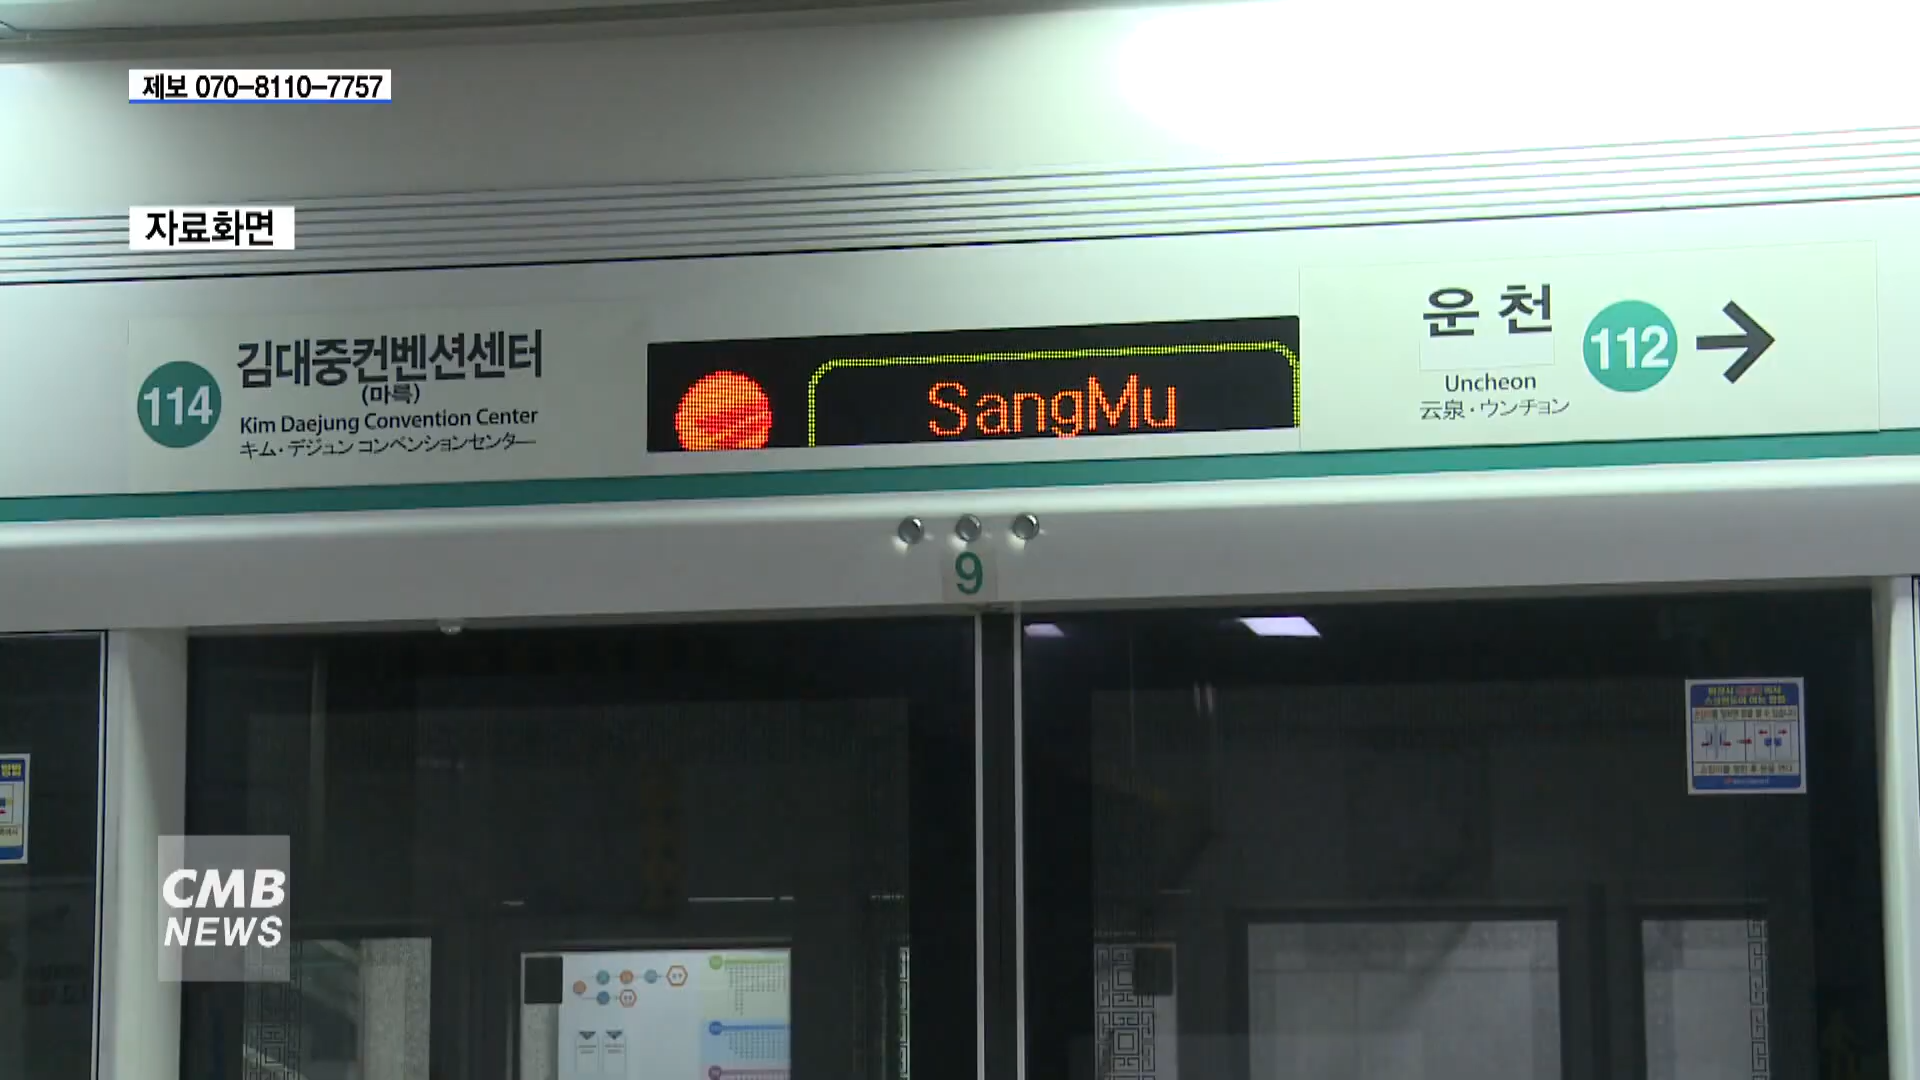 제보 070-8110-7757
자료화면
114
김대중컨벤션센터
(마륵)
Kim Daejung Convention Center
キム・デジュン コンベンションセンター
SangMu
운천
112
Uncheon
云泉・ウンチョン
9
CMB
NEWS